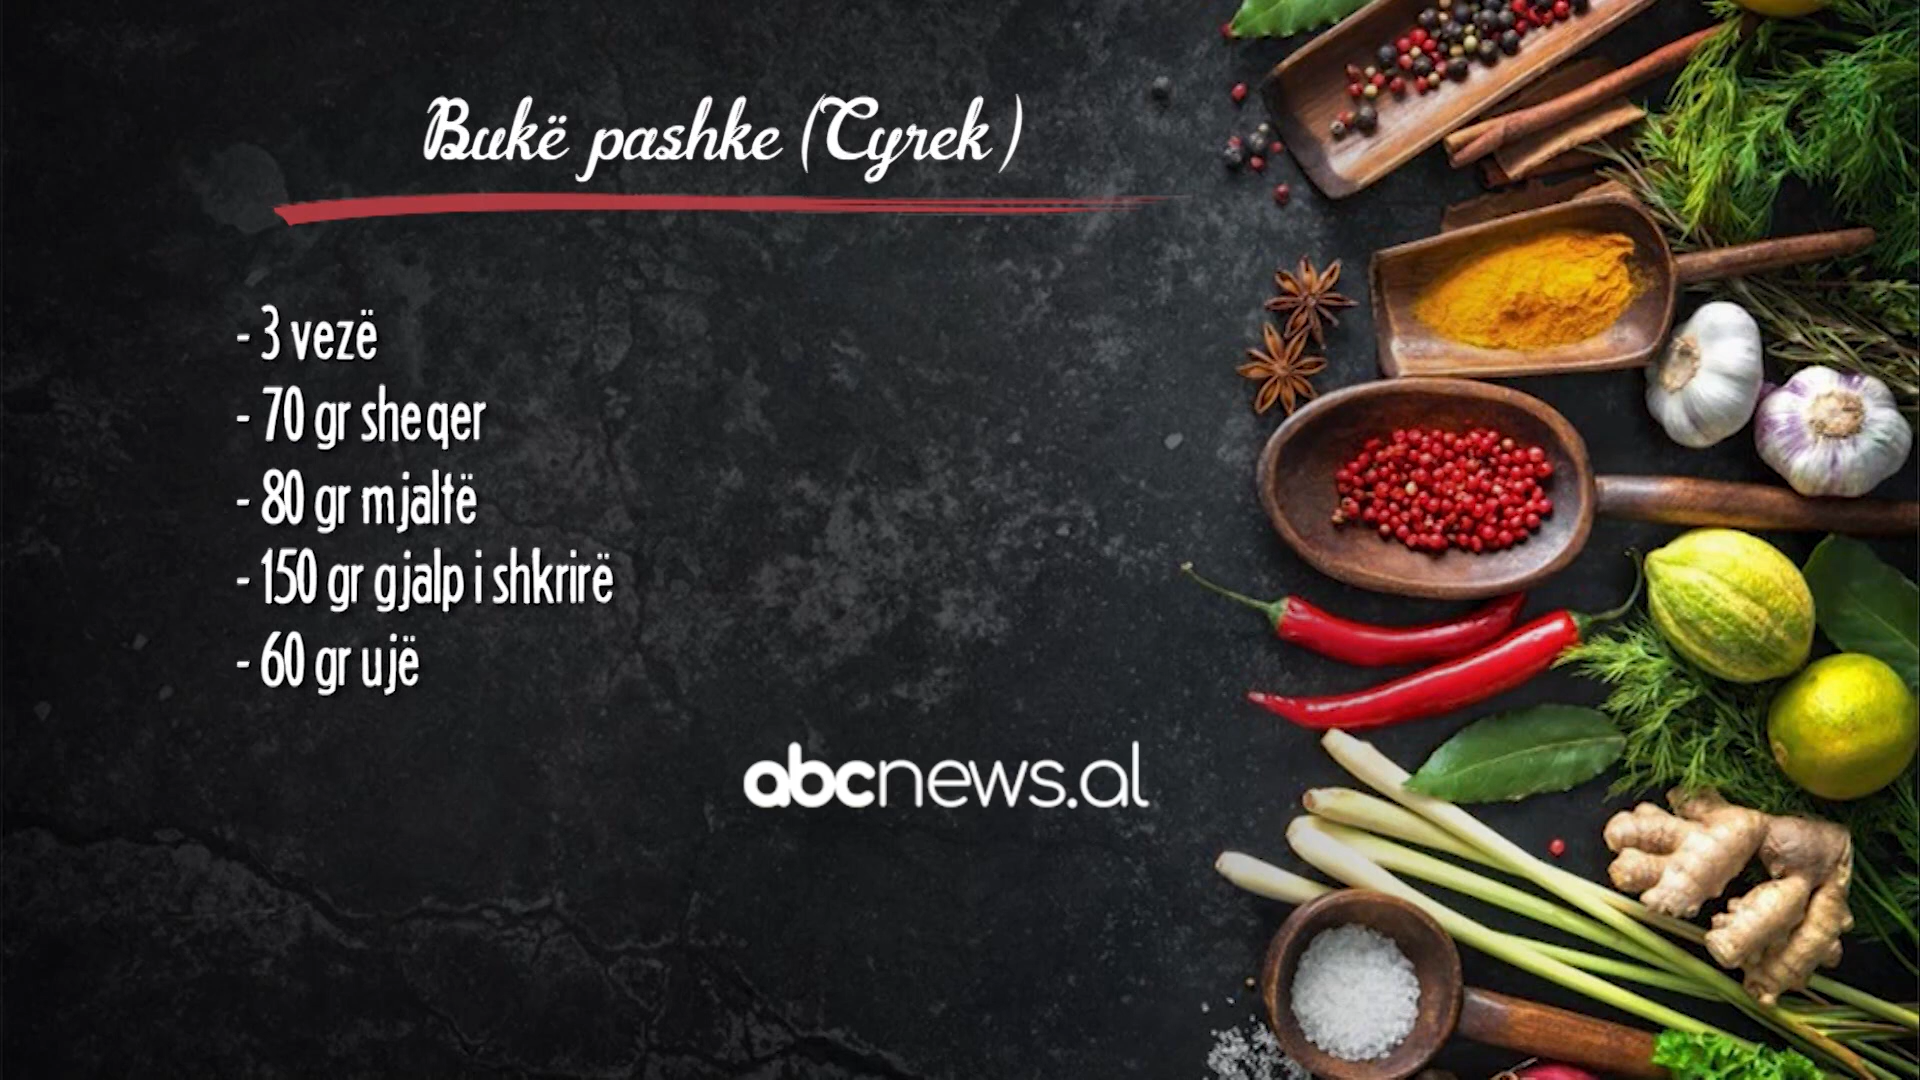 Bukë pashke (Cyrek)
- 3 vezë
- 70 gr sheqer
- 80 gr mjaltë
- 150 gr gjalp i shkrirë
- 60 gr ujë
abcnews.al